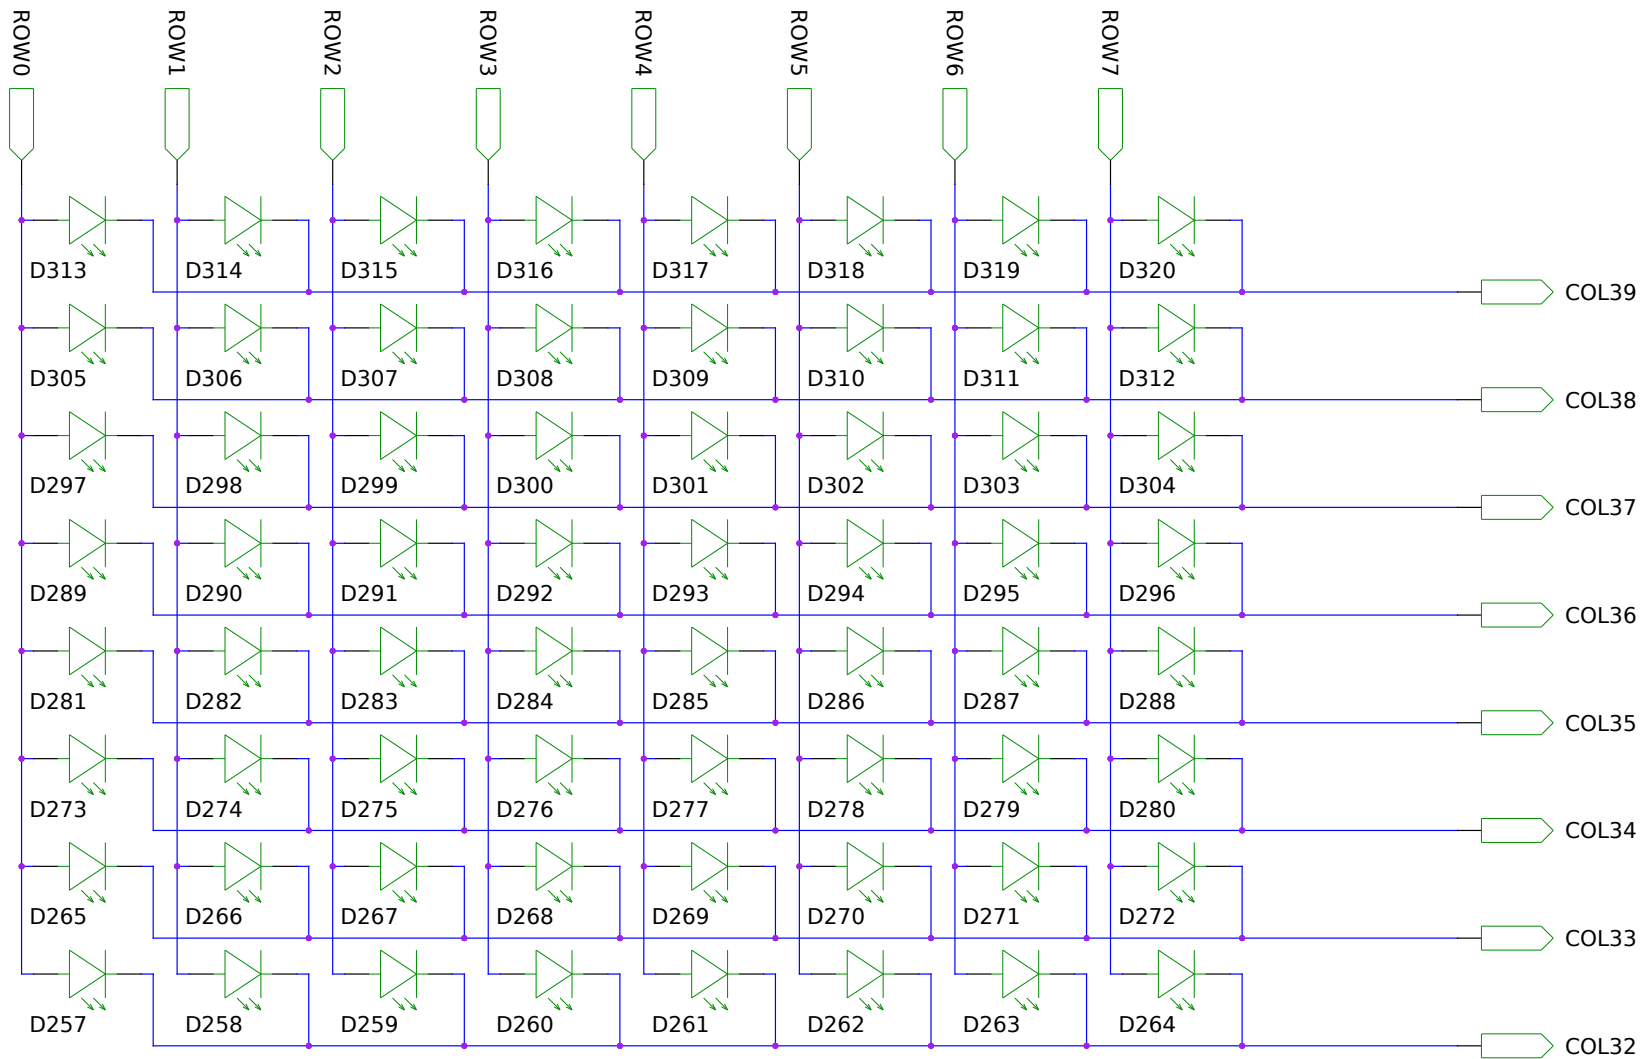 ROW0 ROW1 ROW2 ROW3 ROW4 ROW5 ROW6 ROW7
D313 D314 D315 D316 D317 D318 D319 D320
COL39
D305 D306 D307 D308 D309 D310 D311 D312
COL38
D297 D298 D299 D300 D301 D302 D303 D304
COL37
D289 D290 D291 D292 D293 D294 D295 D296
COL36
D281 D282 D283 D284 D285 D286 D287 D288
COL35
D273 D274 D275 D276 D277 D278 D279 D280
COL34
D265 D266 D267 D268 D269 D270 D271 D272
COL33
D257 D258 D259 D260 D261 D262 D263 D264
COL32